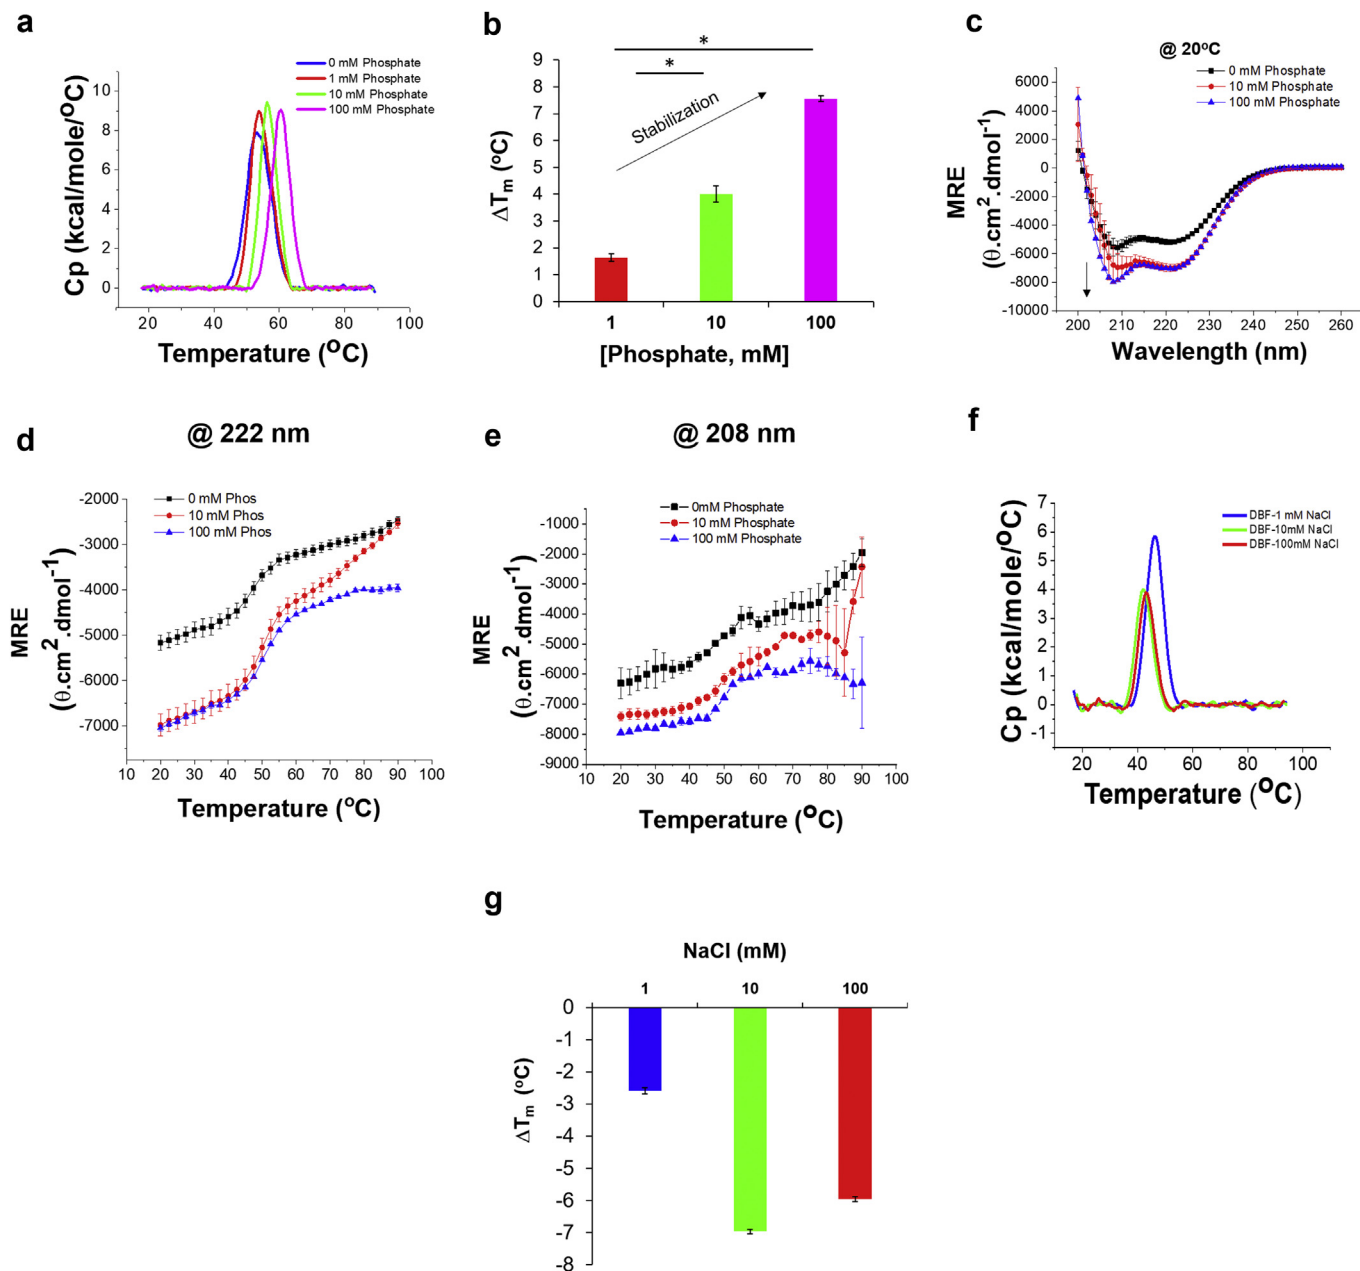 a
0 mM Phosphate
1 mM Phosphate
10 mM Phosphate
100 mM Phosphate
Cp (kcal/mole/ºC)
10
8
6
4
2
0
20 40 60 80 100
Temperature (ºC)
b
*
*
Stabilization
ΔTm (ºC)
9
8
7
6
5
4
3
2
1
0
1 10 100
[Phosphate, mM]
c
@ 20ºC
0 mM Phosphate
10 mM Phosphate
100 mM Phosphate
MRE
(θ.cm2.dmol-1)
6000
4000
2000
0
-2000
-4000
-6000
-8000
-10000
200 210 220 230 240 250 260
Wavelength (nm)
d
@ 222 nm
0 mM Phos
10 mM Phos
100 mM Phos
MRE
(θ.cm2.dmol-1)
-2000
-3000
-4000
-5000
-6000
-7000
10 20 30 40 50 60 70 80 90 100
Temperature (ºC)
e
@ 208 nm
0mM Phosphate
10 mM Phosphate
100 mM Phosphate
MRE
(θ.cm2.dmol-1)
-1000
-2000
-3000
-4000
-5000
-6000
-7000
-8000
-9000
10 20 30 40 50 60 70 80 90 100
Temperature (ºC)
f
DBF-1 mM NaCl
DBF-10mM NaCl
DBF-100mM NaCl
Cp (kcal/mole/ºC)
7
6
5
4
3
2
1
0
-1
20 40 60 80 100
Temperature (ºC)
g
NaCl (mM)
1 10 100
ΔTm (ºC)
0
-1
-2
-3
-4
-5
-6
-7
-8